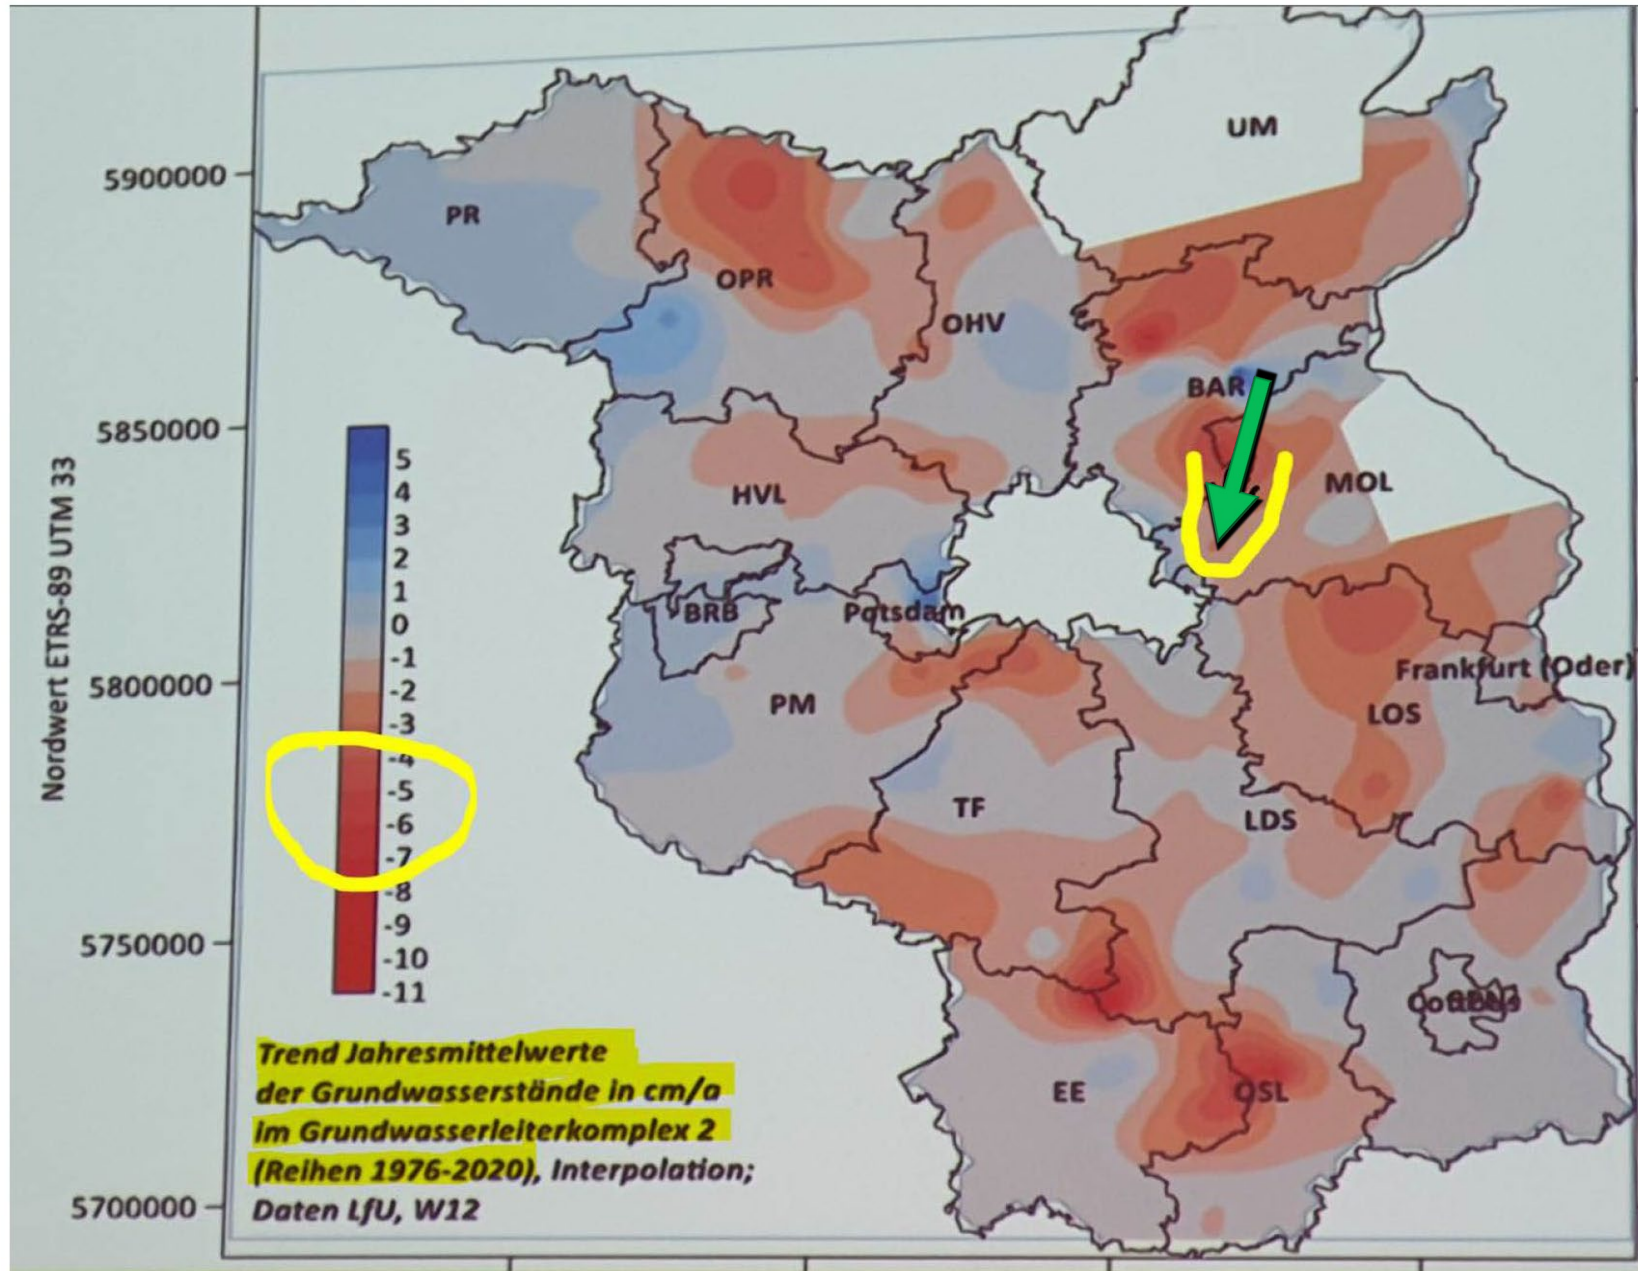 UM
5900000
PR
OPR
OHV
BAR
5850000
HVL
MOL
Nordwert ETRS-89 UTM 33
5
4
3
2
1
0
-1
-2
-3
-4
-5
-6
-7
-8
-9
-10
-11
BRB
Potsdam
5800000
Frankfurt (Oder)
PM
LOS
TF
LDS
5750000
EE
OSL
Trend Jahresmittelwerte
der Grundwasserstände in cm/a
im Grundwasserleiterkomplex 2
(Reihen 1976-2020), Interpolation;
Daten LfU, W12
5700000